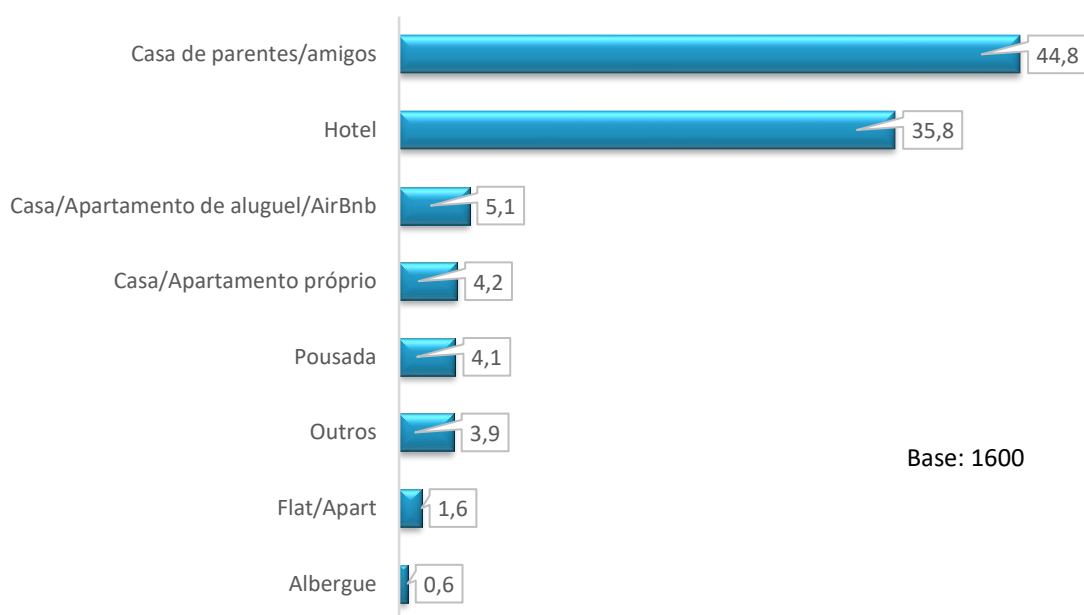 Casa de parentes/amigos
44,8
Hotel
35,8
Casa/Apartamento de aluguel/AirBnb
5,1
Casa/Apartamento próprio
4,2
Pousada
4,1
Outros
3,9
Base: 1600
Flat/Apart
1,6
Albergue
0,6